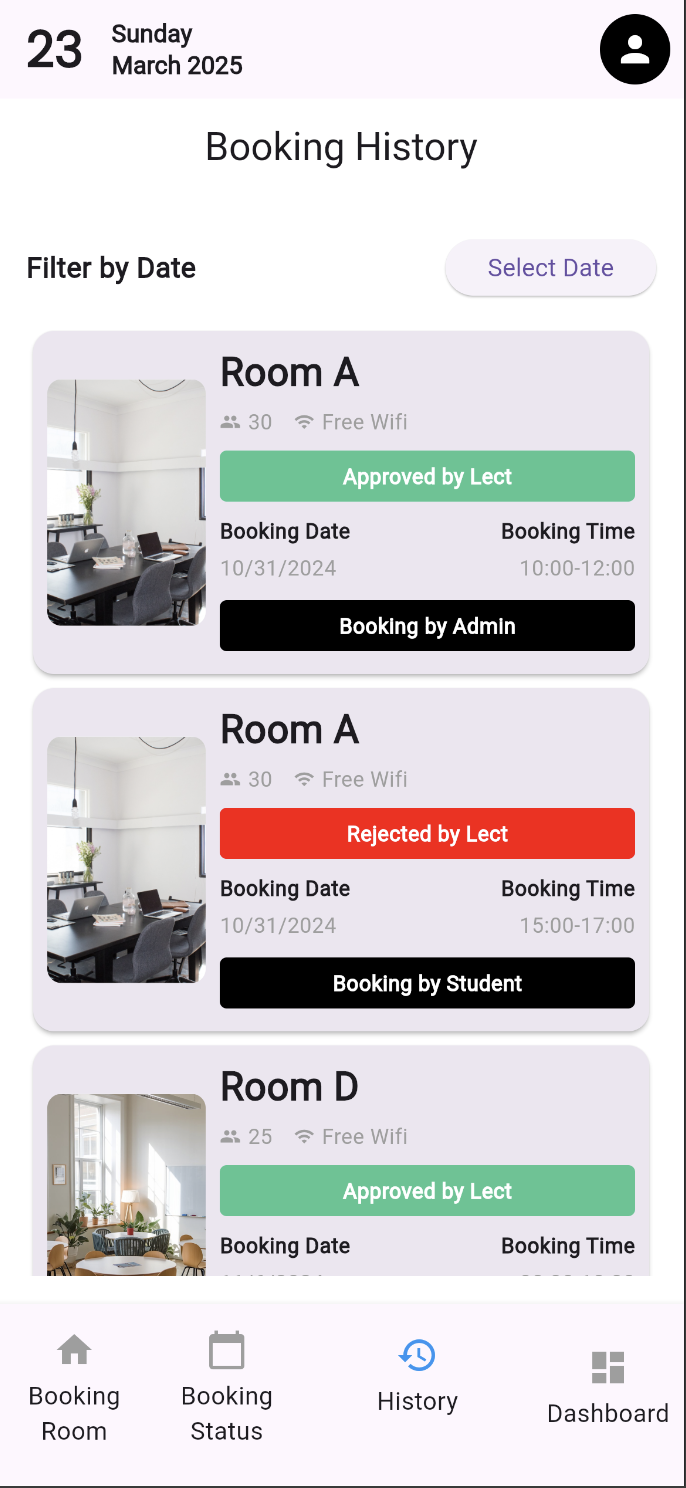 23
Sunday
March 2025
Booking History
Filter by Date
Select Date
Room A
30 Free Wifi
Approved by Lect
Booking Date Booking Time
10/31/2024 10:00-12:00
Booking by Admin
Room A
30 Free Wifi
Rejected by Lect
Booking Date Booking Time
10/31/2024 15:00-17:00
Booking by Student
Room D
25 Free Wifi
Approved by Lect
Booking Date Booking Time
Booking
Room
Booking
Status
History
Dashboard